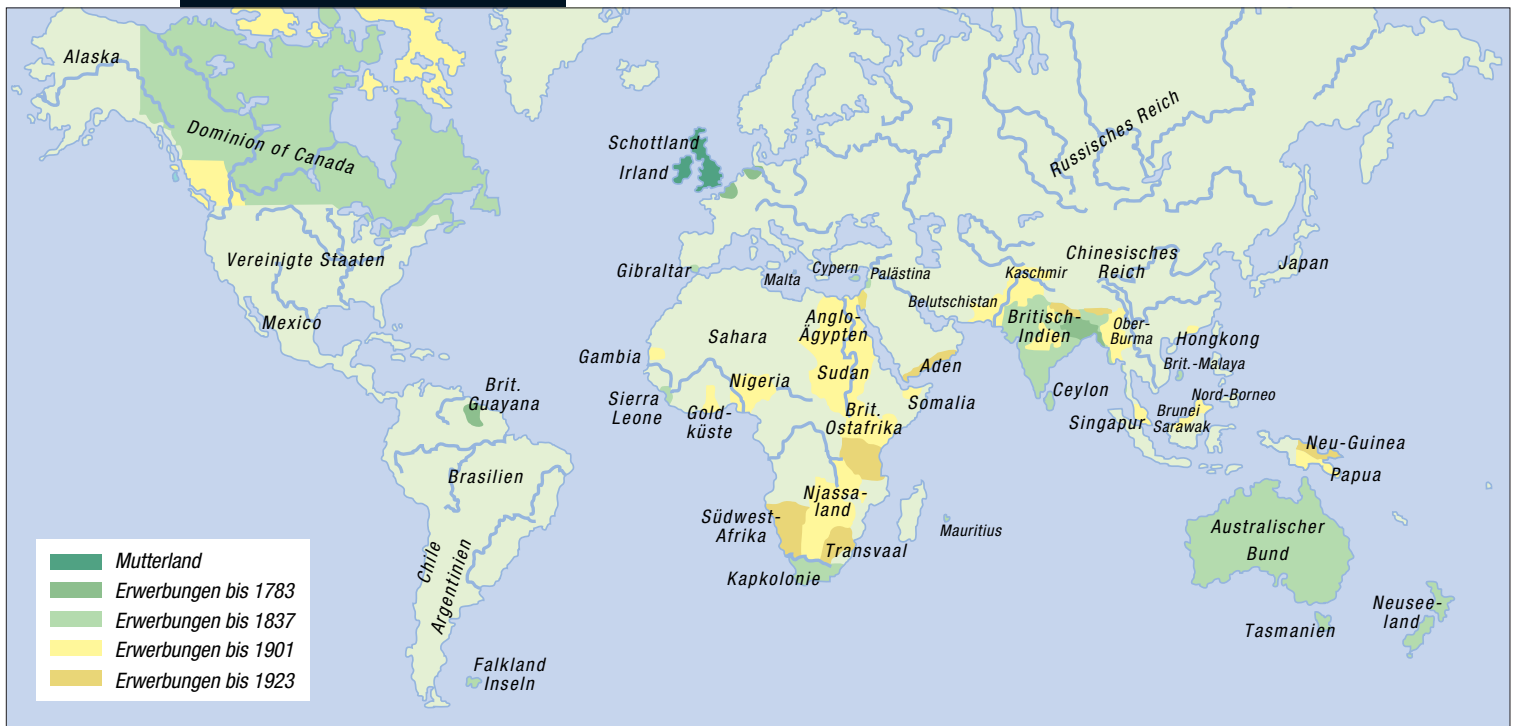 Alaska
Dominion of Canada
Vereinigte Staaten
Mexico
Brit.
Guayana
Brasilien
Chile
Argentinien
Falkland
Inseln
Schottland
Irland
Gibraltar
Malta
Cypern
Palästina
Russisches Reich
Chinesisches
Reich
Japan
Kaschmir
Belutschistan
Britisch-
Indien
Ober-
Burma
Hongkong
Brit.-Malaya
Nord-Borneo
Ceylon
Singapur
Brunei
Sarawak
Neu-Guinea
Papua
Sahara
Anglo-
Ägypten
Sudan
Aden
Somalia
Gambia
Sierra
Leone
Gold-
küste
Nigeria
Brit.
Ostafrika
Njassa-
land
Südwest-
Afrika
Transvaal
Kapkolonie
Mauritius
Australischer
Bund
Tasmanien
Neusee-
land
Mutterland
Erwerbungen bis 1783
Erwerbungen bis 1837
Erwerbungen bis 1901
Erwerbungen bis 1923